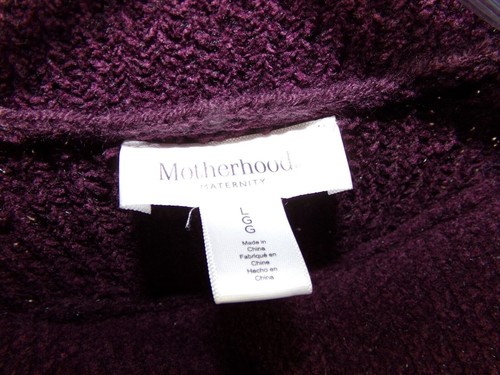 Motherhood
MATERNITY
L
G
G
Made in
China
Fabriqué en
Chine
Hecho en
China